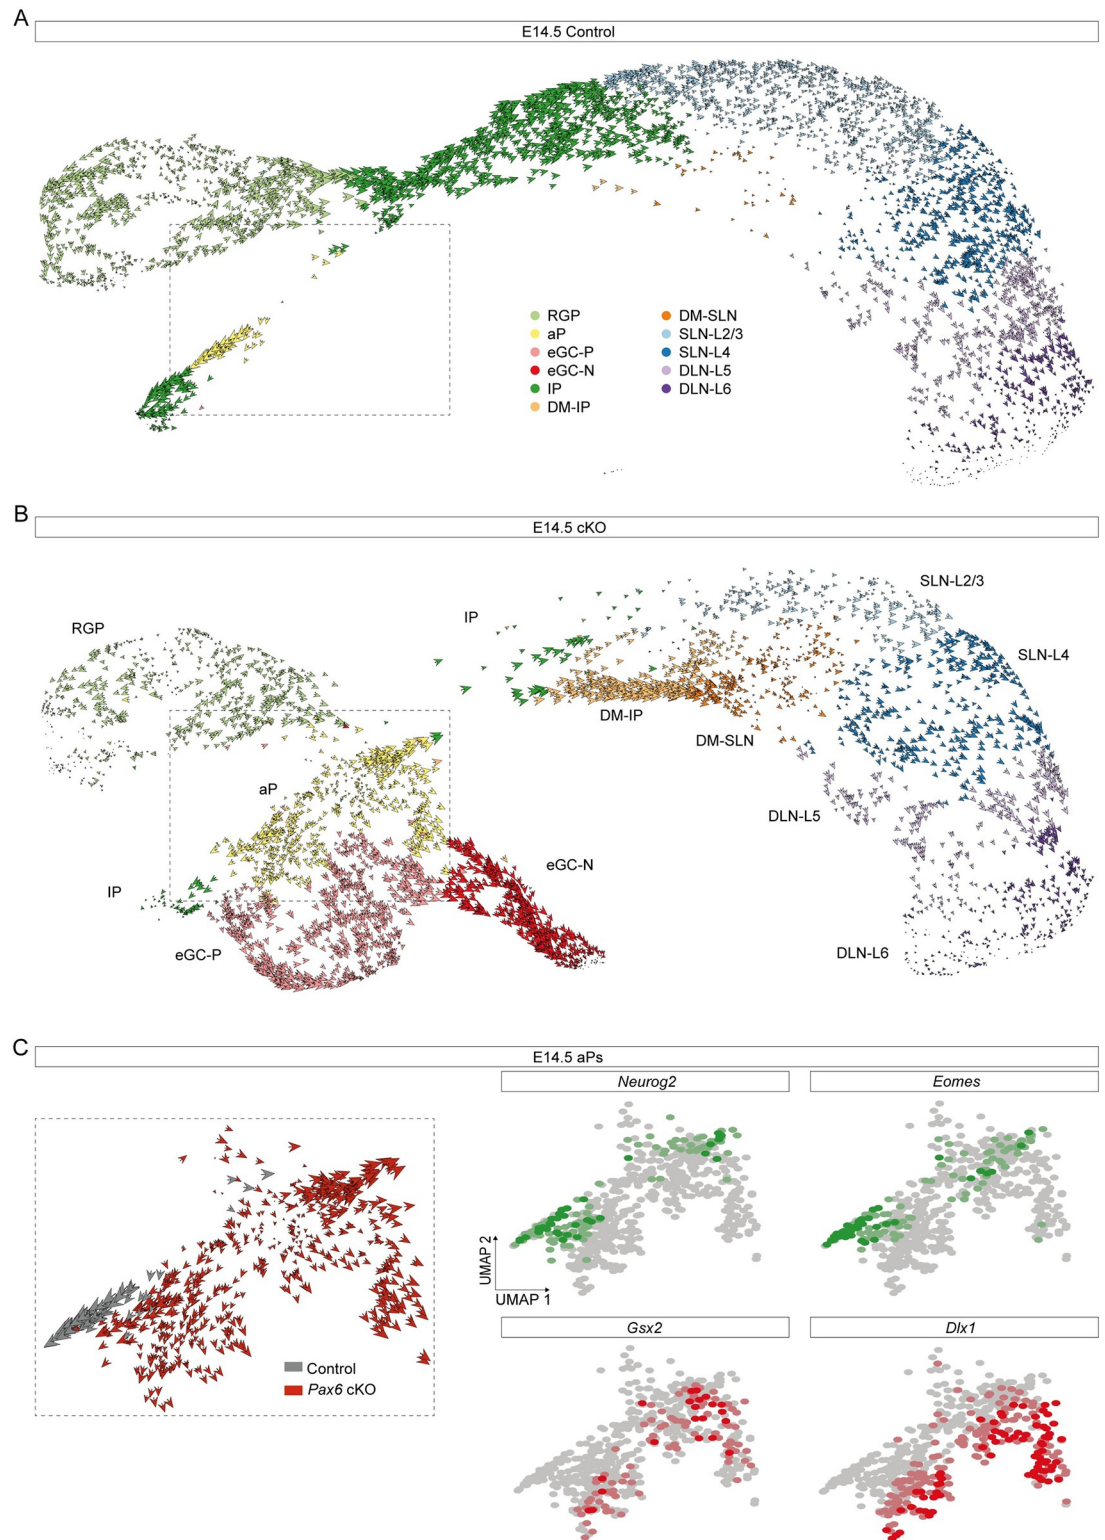 A
E14.5 Control
RGP
aP
eGC-P
eGC-N
IP
DM-IP
DM-SLN
SLN-L2/3
SLN-L4
DLN-L5
DLN-L6
B
E14.5 cKO
SLN-L2/3
IP
RGP
SLN-L4
DM-IP
DM-SLN
aP
DLN-L5
eGC-N
IP
eGC-P
DLN-L6
C
E14.5 aPs
Neurog2
Eomes
UMAP 2
UMAP 1
Gsx2
Dlx1
Control
Pax6 cKO